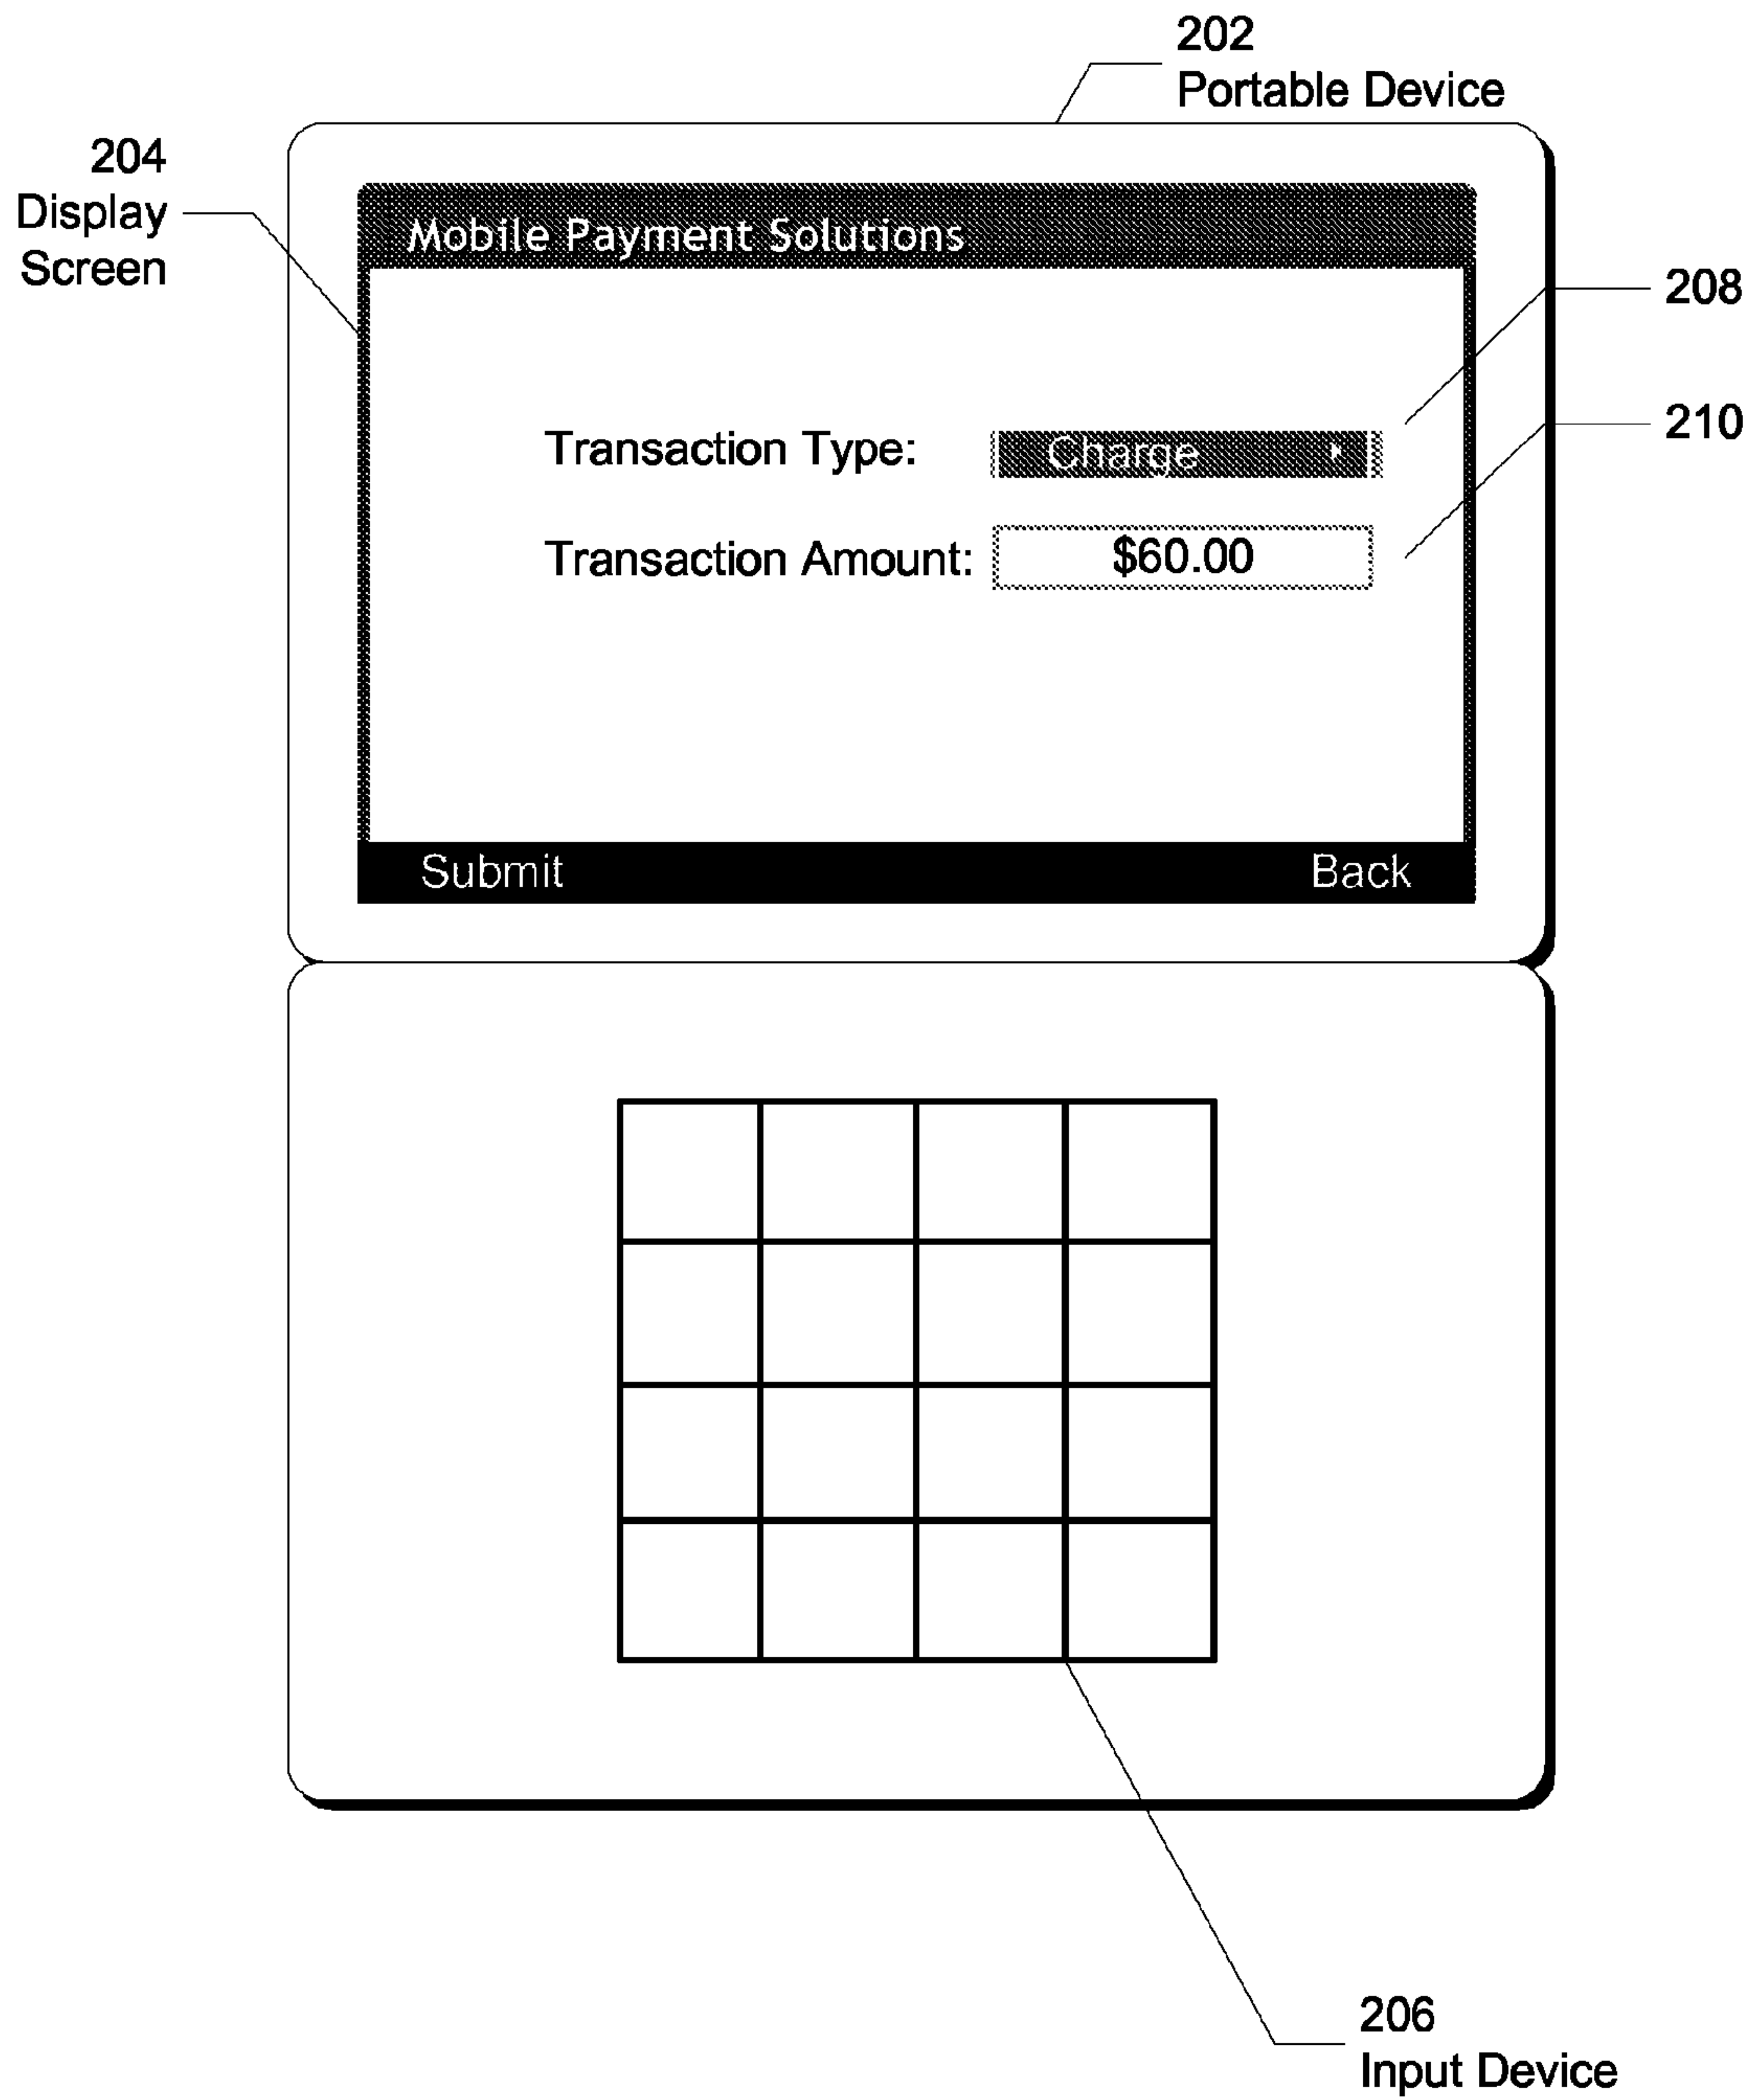 202
Portable Device
204
Display
Screen
Mobile Payment Solutions
208
210
Transaction Type: Charge
Transaction Amount: $60.00
Submit Back
206
Input Device